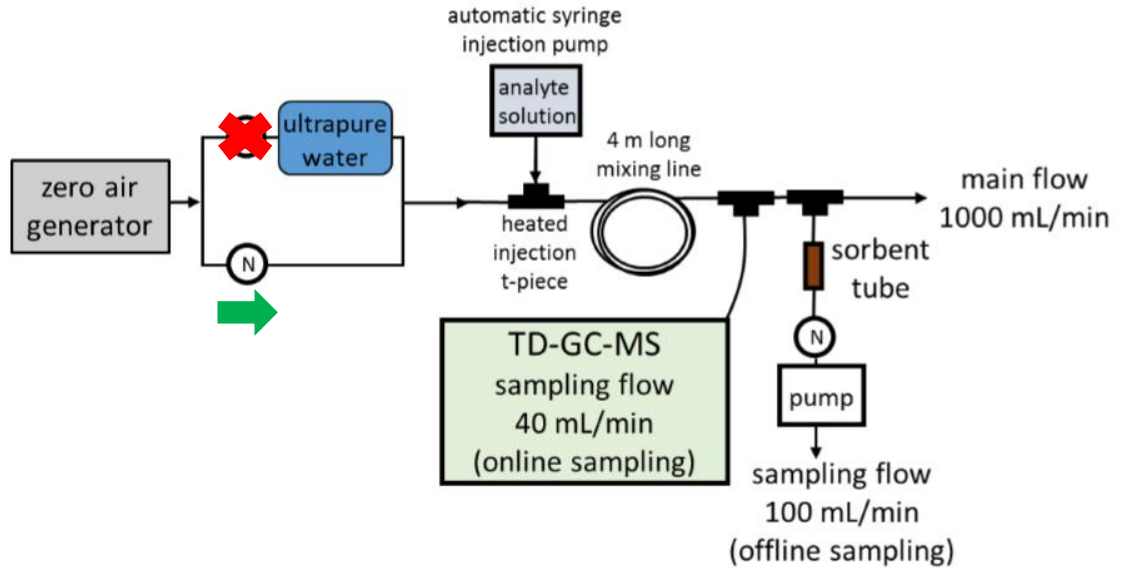 automatic syringe
injection pump
analyte
solution
ultrapure
water
4 m long
mixing line
zero air
generator
main flow
1000 mL/min
heated
injection
t-piece
N
sorbent
tube
TD-GC-MS
sampling flow
40 mL/min
(online sampling)
N
pump
sampling flow
100 mL/min
(offline sampling)